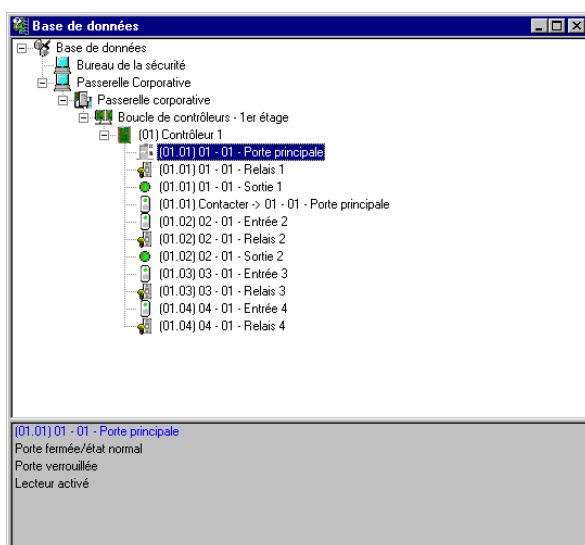 Base de données
Base de données
Bureau de la sécurité
Passerelle Corporative
Passerelle corporative
Boucle de contrôleurs - 1er étage
(01) Contrôleur 1
(01.01) 01 - 01 - Porte principale
(01.01) 01 - 01 - Relais 1
(01.01) 01 - 01 - Sortie 1
(01.01) Contacter -> 01 - 01 - Porte principale
(01.02) 02 - 01 - Entrée 2
(01.02) 02 - 01 - Relais 2
(01.02) 02 - 01 - Sortie 2
(01.03) 03 - 01 - Entrée 3
(01.03) 03 - 01 - Relais 3
(01.04) 04 - 01 - Entrée 4
(01.04) 04 - 01 - Relais 4
(01.01) 01 - 01 - Porte principale
Porte fermée/état normal
Porte verrouillée
Lecteur activé